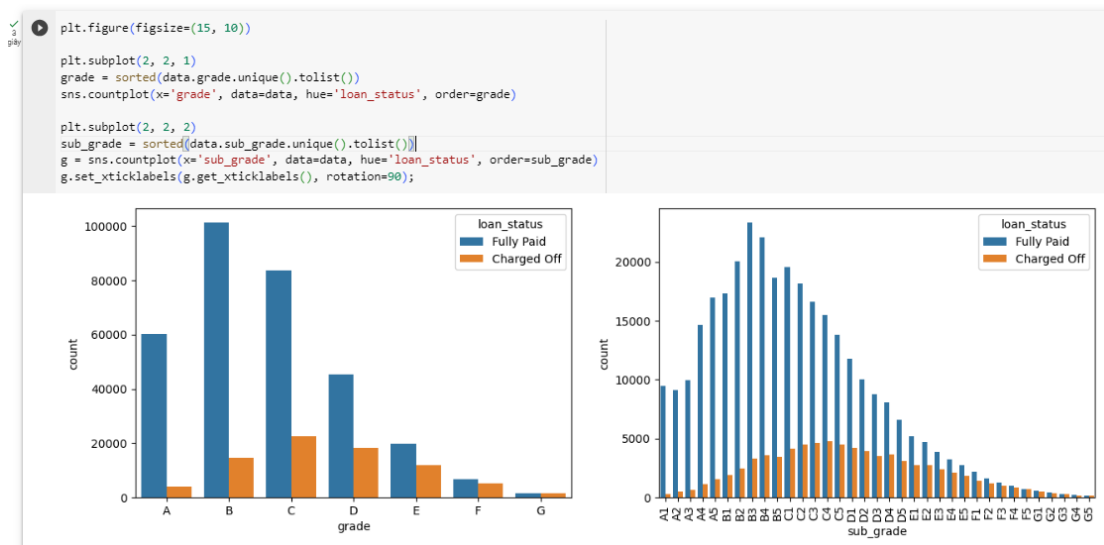 3
giây
plt.figure(figsize=(15, 10))
plt.subplot(2, 2, 1)
grade = sorted(data.grade.unique().tolist())
sns.countplot(x='grade', data=data, hue='loan_status', order=grade)
plt.subplot(2, 2, 2)
sub_grade = sorted(data.sub_grade.unique().tolist())
g = sns.countplot(x='sub_grade', data=data, hue='loan_status', order=sub_grade)
g.set_xticklabels(g.get_xticklabels(), rotation=90);
loan_status
Fully Paid
Charged Off
100000
80000
60000
40000
20000
0
count
A B C D E F G
grade
loan_status
Fully Paid
Charged Off
20000
15000
10000
5000
0
count
A1 A2 A3 A4 A5 B1 B2 B3 B4 B5 C1 C2 C3 C4 C5 D1 D2 D3 D4 D5 E1 E2 E3 E4 E5 F1 F2 F3 F4 F5 G1 G2 G3 G4 G5
sub_grade